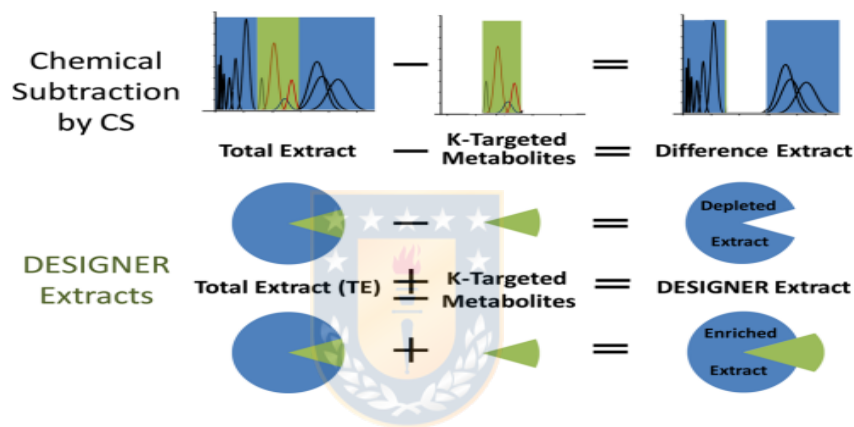 Chemical
Subtraction
by CS
— =
Total Extract — K-Targeted
Metabolites = Difference Extract
DESIGNER
Extracts
— =
Depleted
Extract
Total Extract (TE) ± K-Targeted
Metabolites = DESIGNER Extract
+ =
Enriched
Extract